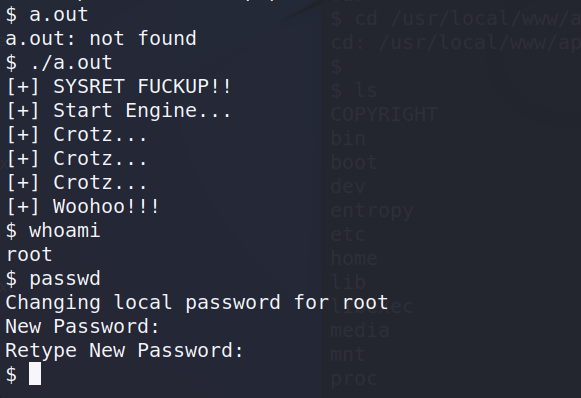 $ a.out
a.out: not found
$ ./a.out
[+] SYSRET FUCKUP!!
[+] Start Engine...
[+] Crotz...
[+] Crotz...
[+] Crotz...
[+] Woohoo!!!
$ whoami
root
$ passwd
Changing local password for root
New Password:
Retype New Password:
$
$ cd /usr/local/www/a
cd: /usr/local/www/ap
$
$ ls
COPYRIGHT
bin
boot
dev
entropy
etc
home
lib
media
mnt
proc